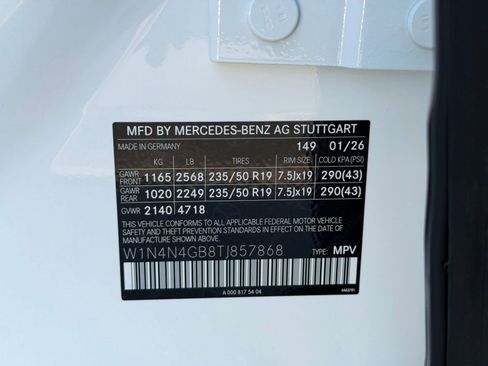 MFD BY MERCEDES-BENZ AG STUTTGART
MADE IN GERMANY 149 01/26
KG LB TIRES RIM SIZE COLD KPA(PSI)
GAWR FRONT 1165 2568 235/50 R19 7.5Jx19 290(43)
GAWR REAR 1020 2249 235/50 R19 7.5Jx19 290(43)
GVWR 2140 4718
THIS VEHICLE CONFORMS TO ALL APPLICABLE FEDERAL MOTOR VEHICLE
SAFETY, BUMPER, AND THEFT PREVENTION STANDARDS IN EFFECT ON THE DATE
OF MANUFACTURE SHOWN ABOVE.
W1N4N4GB8TJ857868 TYPE: MPV
A 000 817 54 04